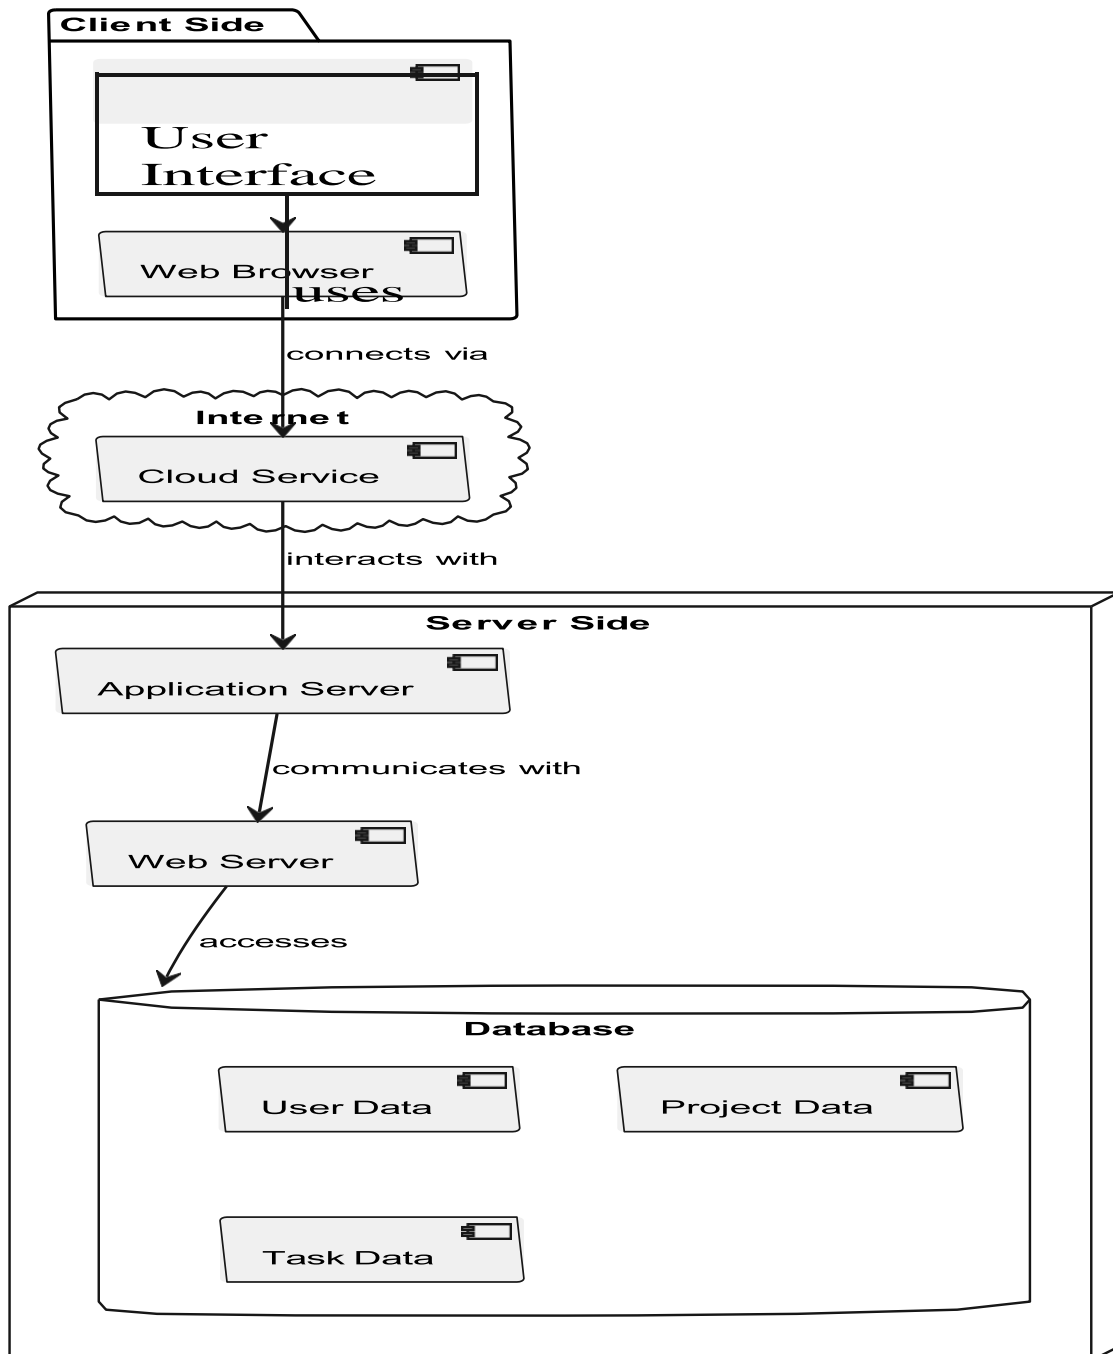 Client Side
User
Interface
Web Browser
uses
connects via
Internet
Cloud Service
interacts with
Server Side
Application Server
communicates with
Web Server
accesses
Database
User Data
Project Data
Task Data